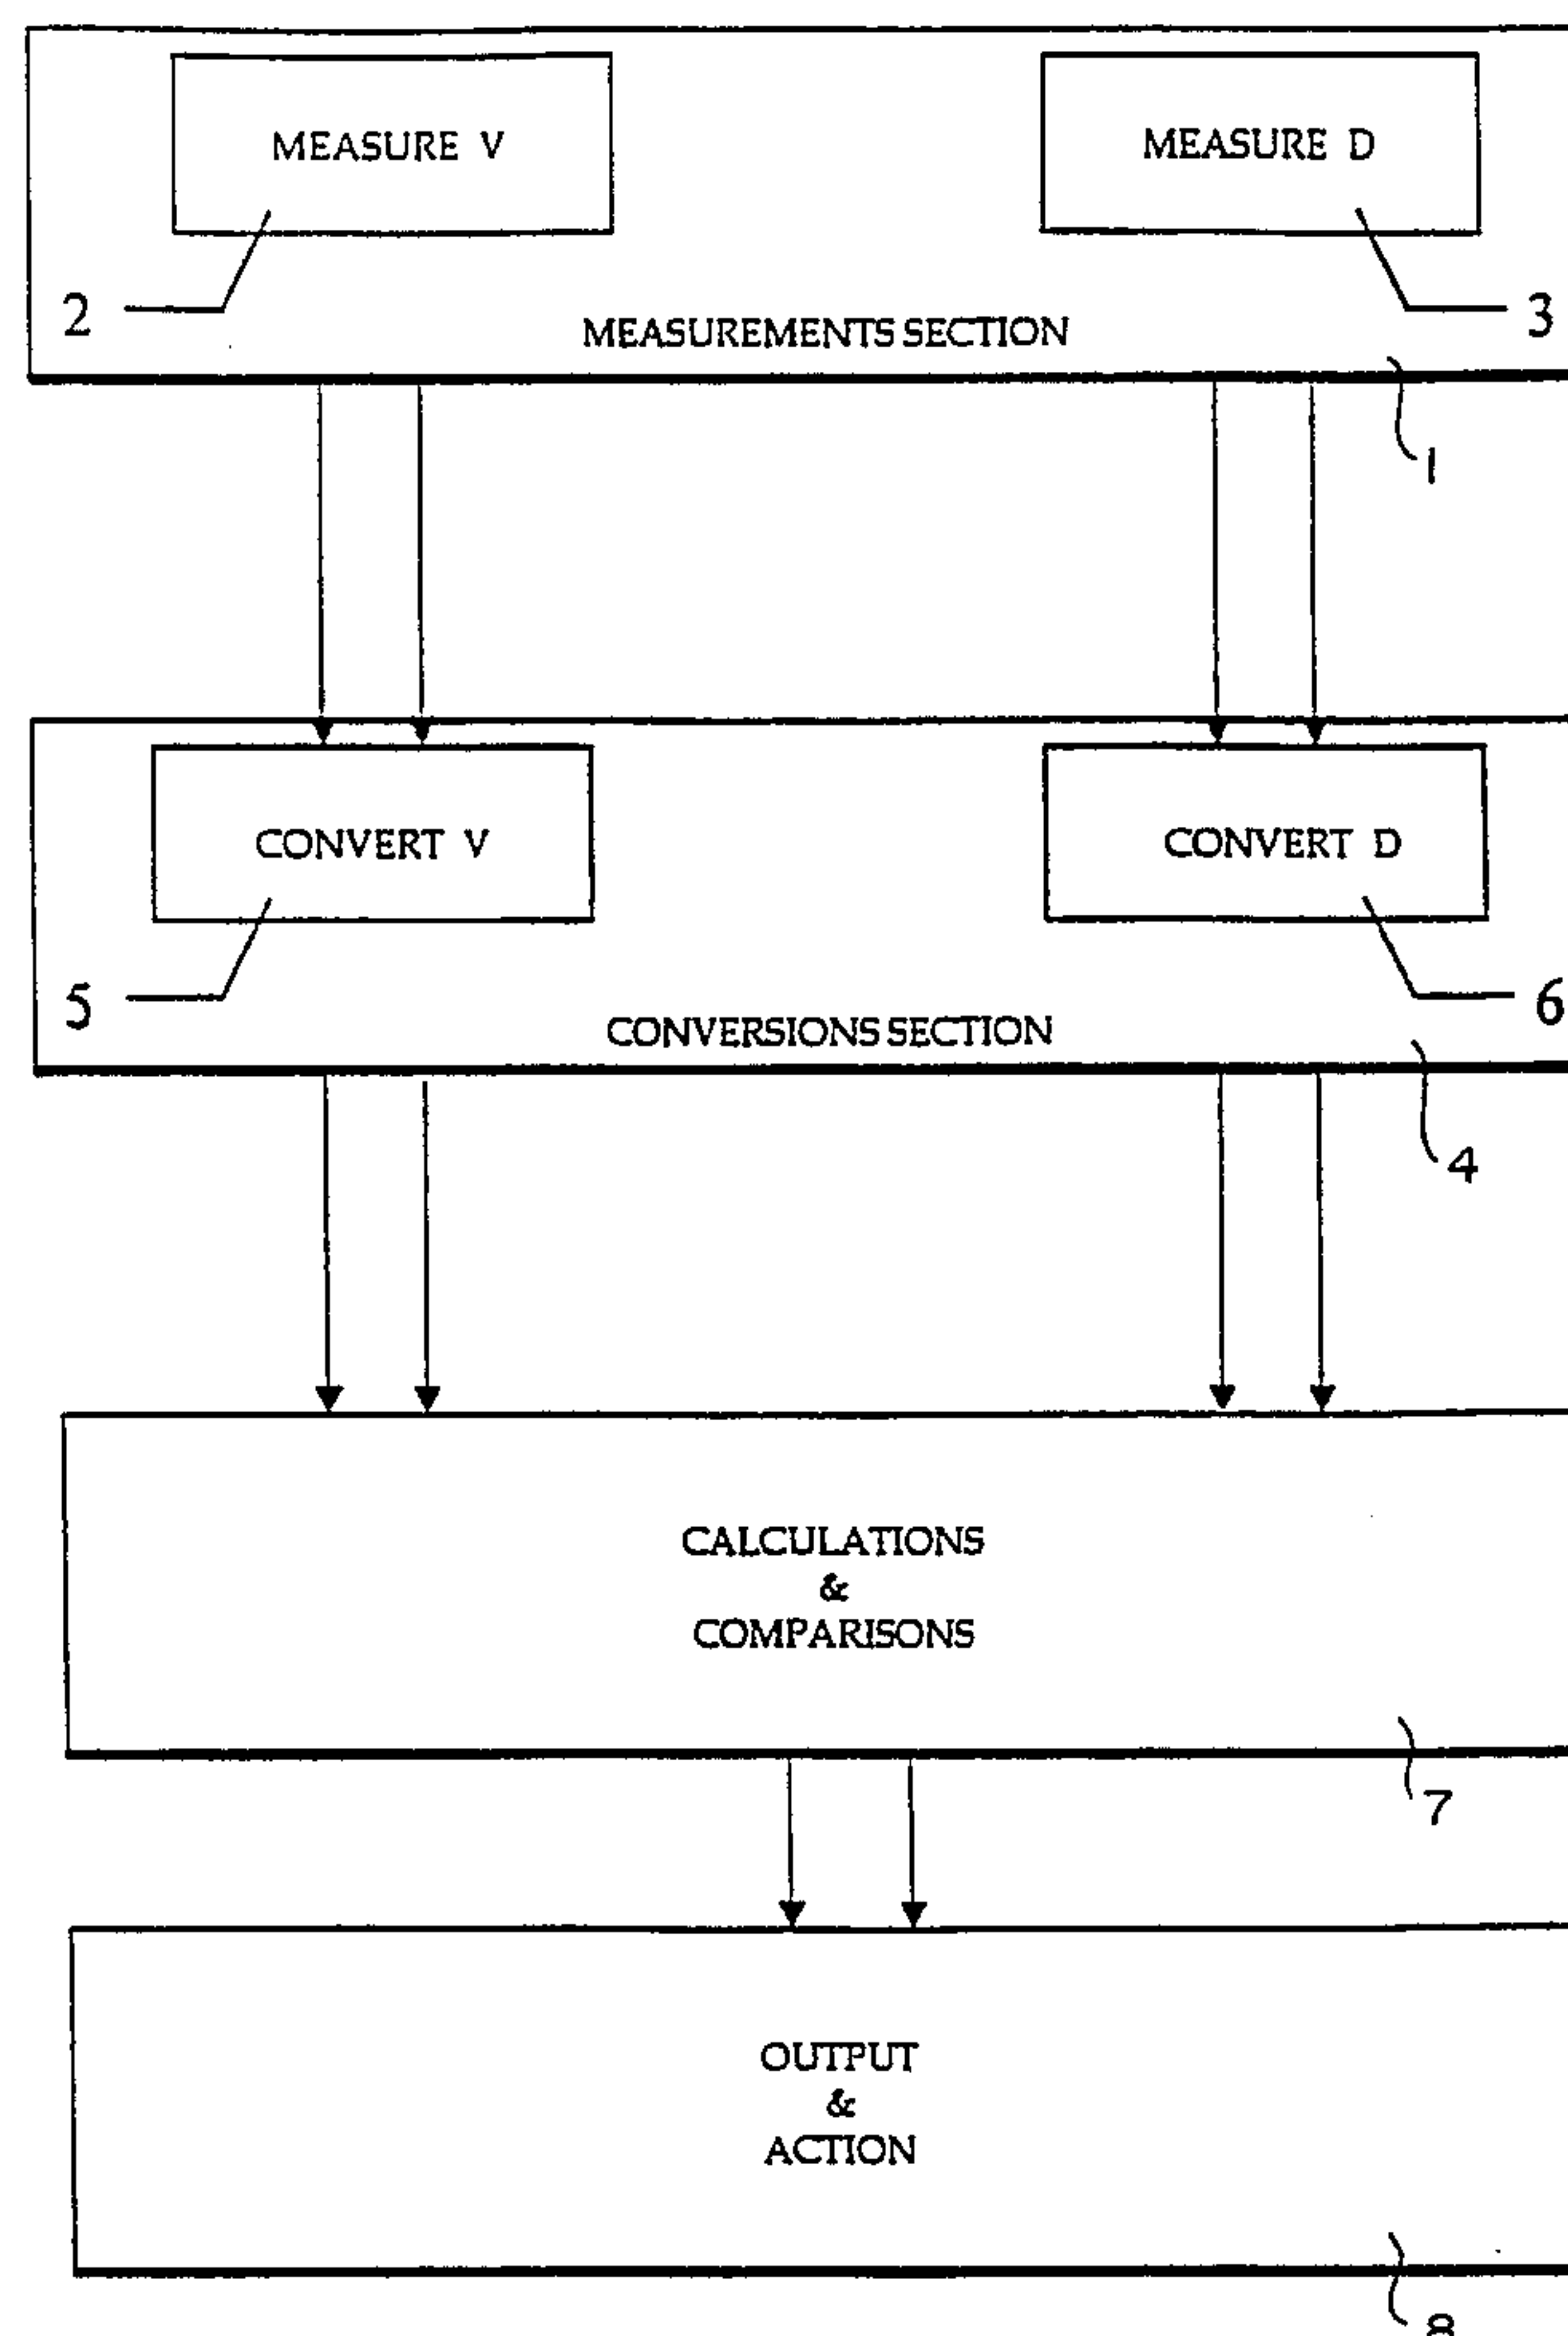 MEASURE V
MEASURE D
2
3
MEASUREMENTS SECTION
1
CONVERT V
CONVERT D
5
6
CONVERSIONS SECTION
4
CALCULATIONS
&
COMPARISONS
7
OUTPUT
&
ACTION
8